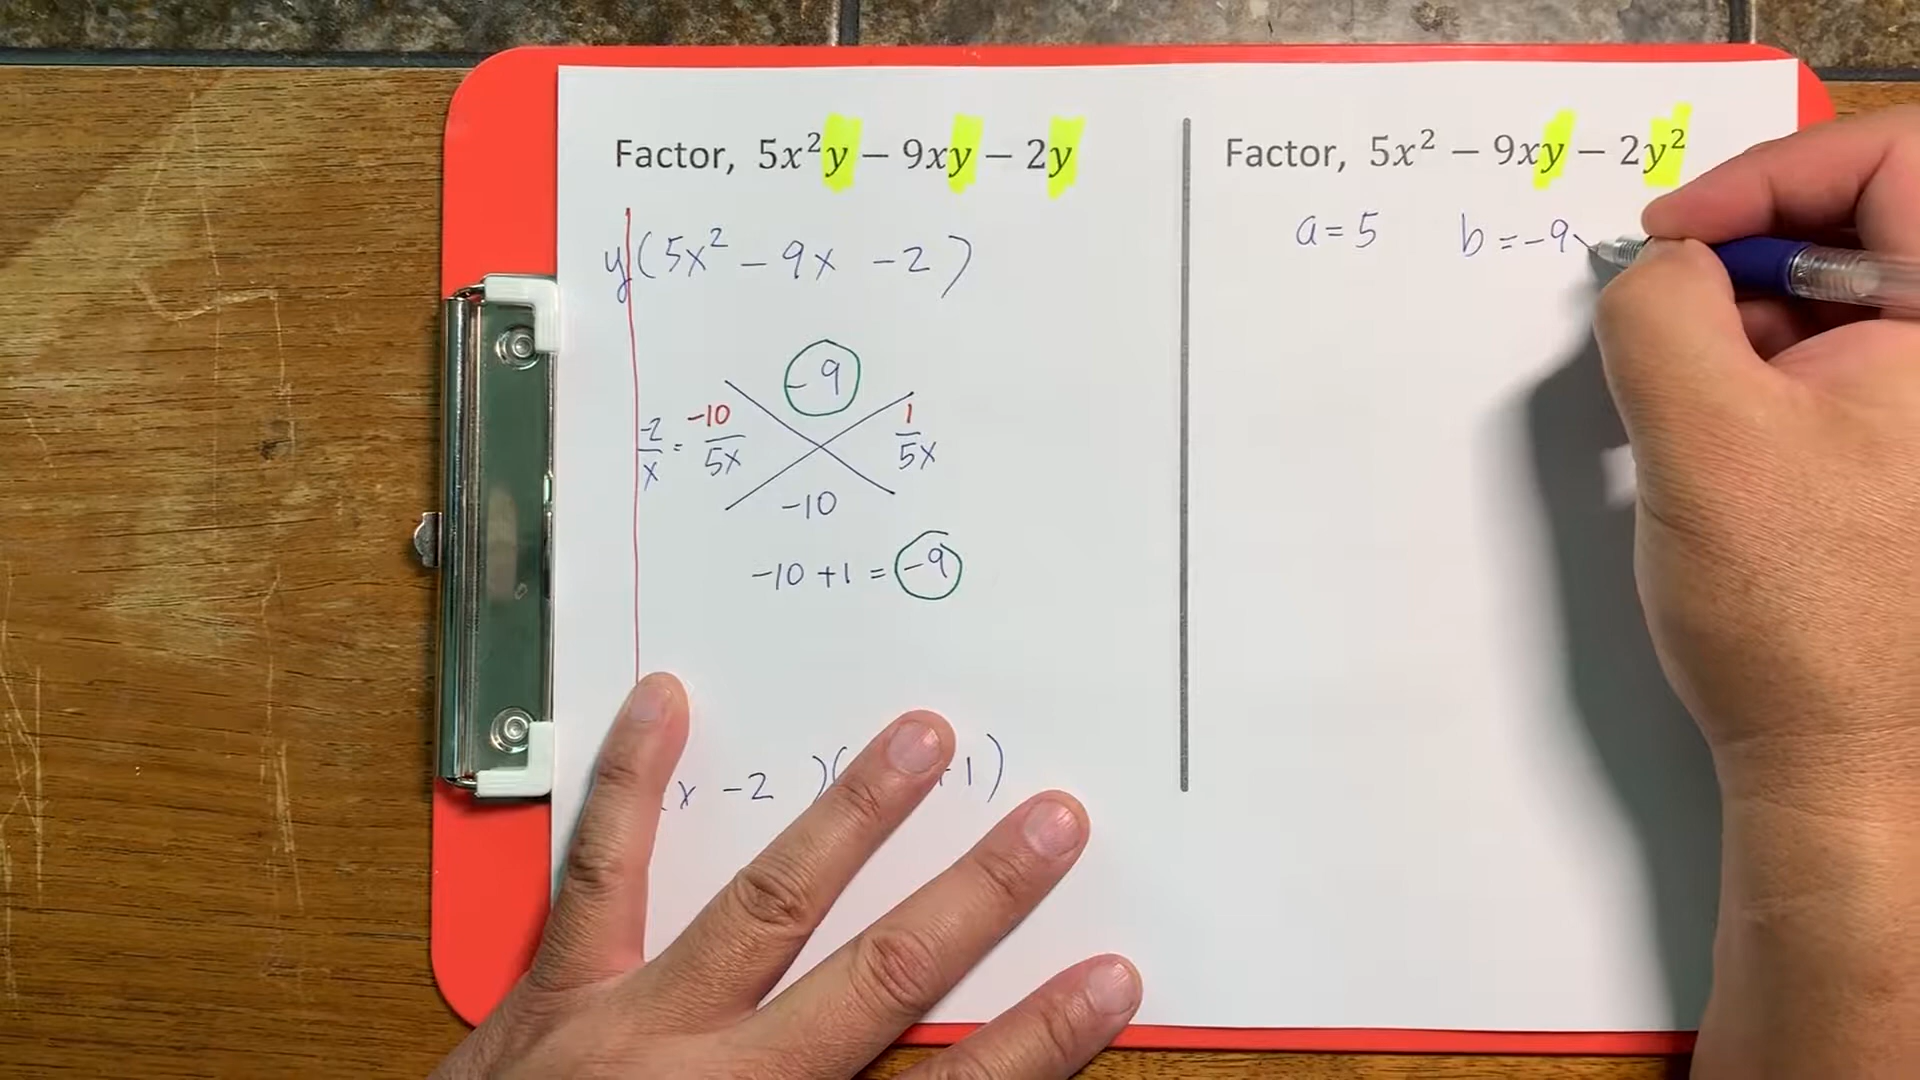 Factor, 5x²y − 9xy − 2y
y(5x² − 9x − 2)
-9
-2/x = -10/5x
1/5x
-10
-10 + 1 = -9
x - 2 )( + 1)
Factor, 5x² − 9xy − 2y²
a = 5 b = -9